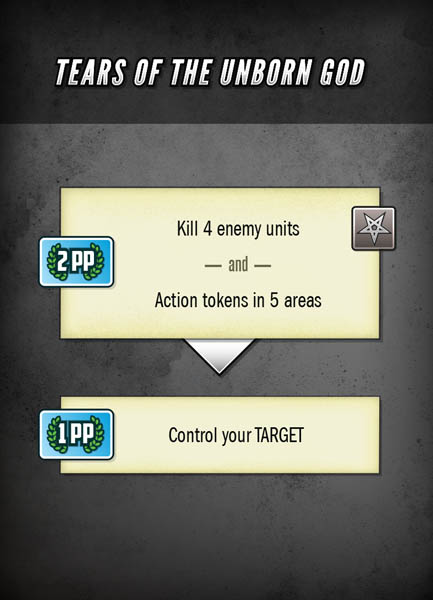 TEARS OF THE UNBORN GOD
Kill 4 enemy units
2 PP
— and —
Action tokens in 5 areas
1 PP
Control your TARGET